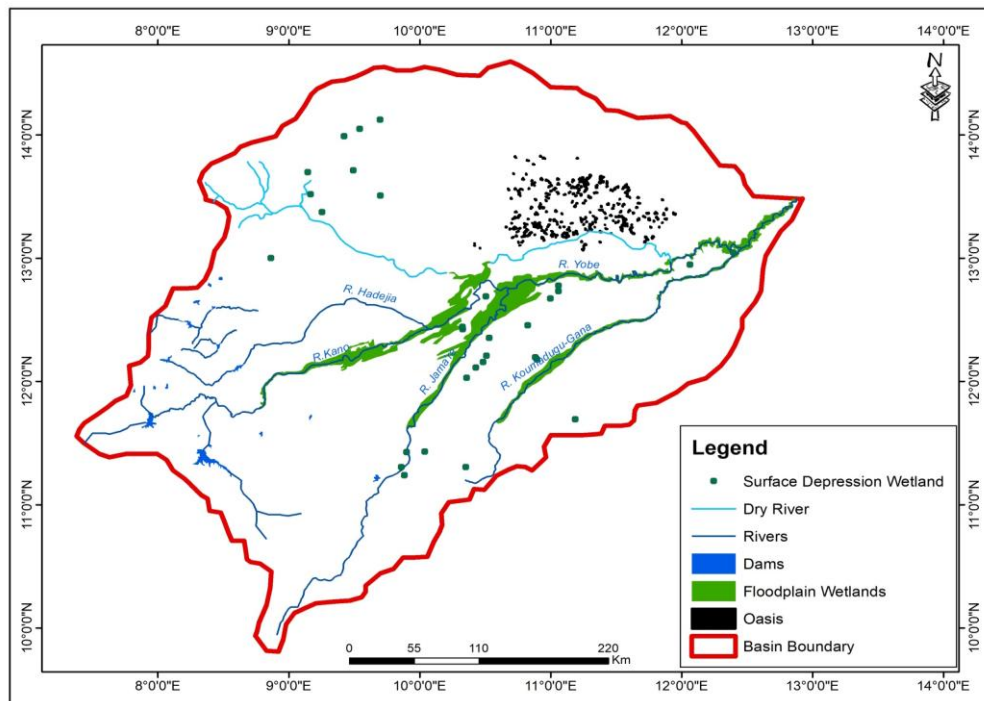 8°0'0"E 9°0'0"E 10°0'0"E 11°0'0"E 12°0'0"E 13°0'0"E 14°0'0"E
N
14°0'0"N 14°0'0"N
13°0'0"N 13°0'0"N
R. Yobe
R. Hadejia
R.Kano
R. Jama
R. Koumadugu-Gana
12°0'0"N 12°0'0"N
11°0'0"N 11°0'0"N
10°0'0"N 10°0'0"N
Legend
Surface Depression Wetland
Dry River
Rivers
Dams
Floodplain Wetlands
Oasis
Basin Boundary
0 55 110 220
Km
8°0'0"E 9°0'0"E 10°0'0"E 11°0'0"E 12°0'0"E 13°0'0"E 14°0'0"E